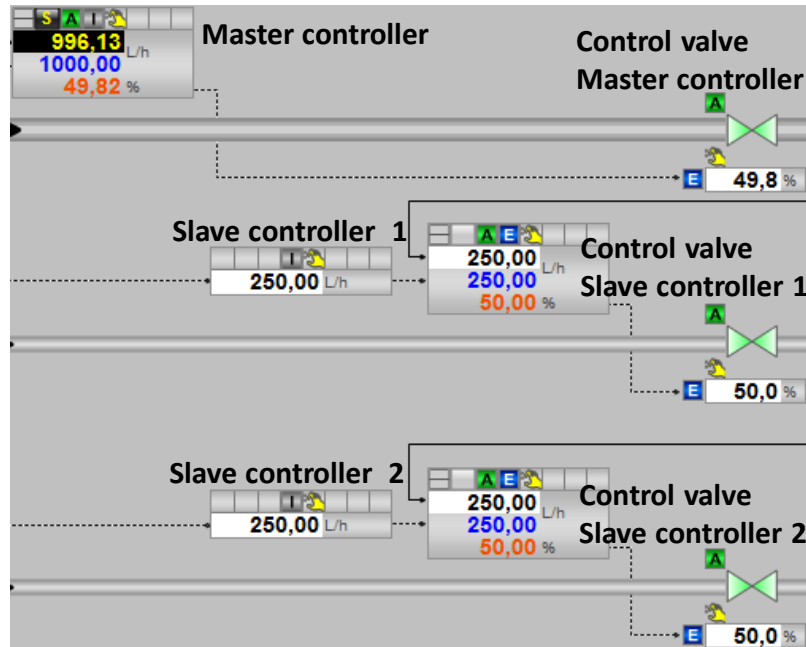 S A I
996,13 L/h
1000,00
49,82 %
Master controller
Control valve
Master controller
A
E 49,8 %
Slave controller 1
I
250,00 L/h
A E
250,00 L/h
250,00
50,00 %
Control valve
Slave controller 1
A
E 50,0 %
Slave controller 2
I
250,00 L/h
A E
250,00 L/h
250,00
50,00 %
Control valve
Slave controller 2
A
E 50,0 %